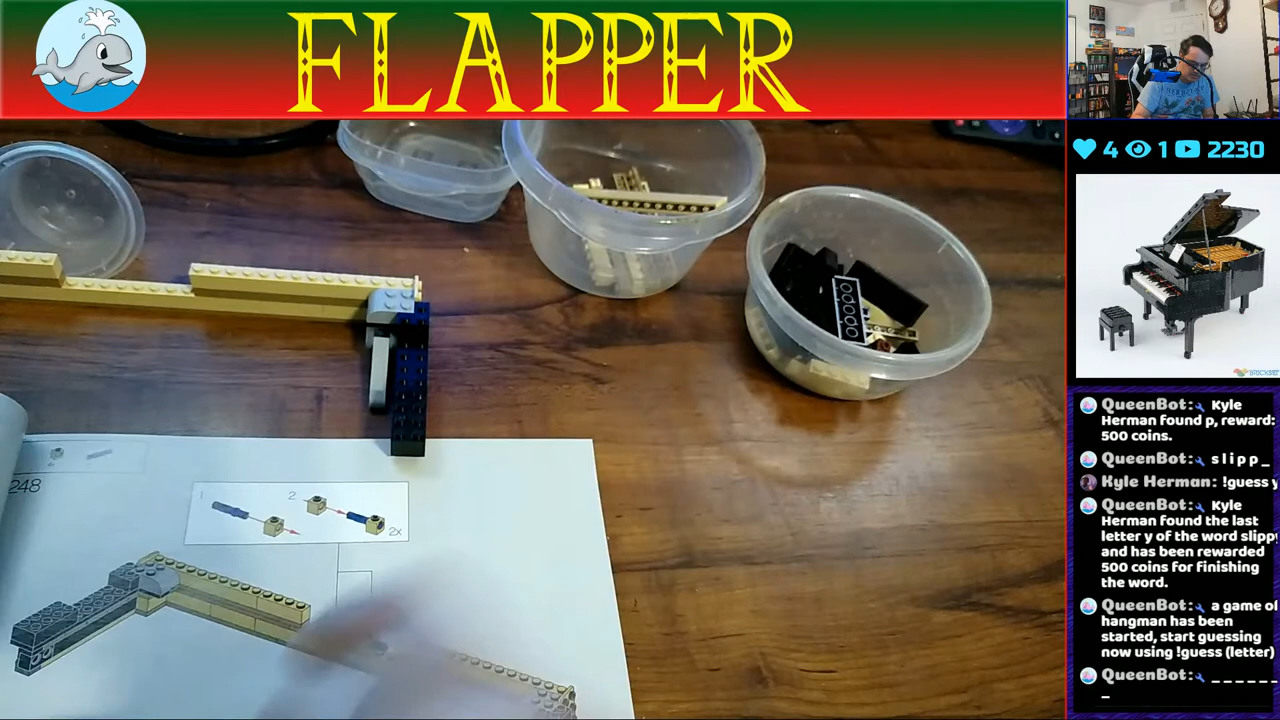 FLAPPER
4 1 2230
BRICKSET
QueenBot: Kyle
Herman found p, reward:
500 coins.
QueenBot: s l i p p _
Kyle Herman: !guess y
QueenBot: Kyle
Herman found the last
letter y of the word slippy
and has been rewarded
500 coins for finishing
the word.
QueenBot: a game of
hangman has been
started, start guessing
now using !guess (letter)
QueenBot: _ _ _ _ _ _
_
248
1
2
2x